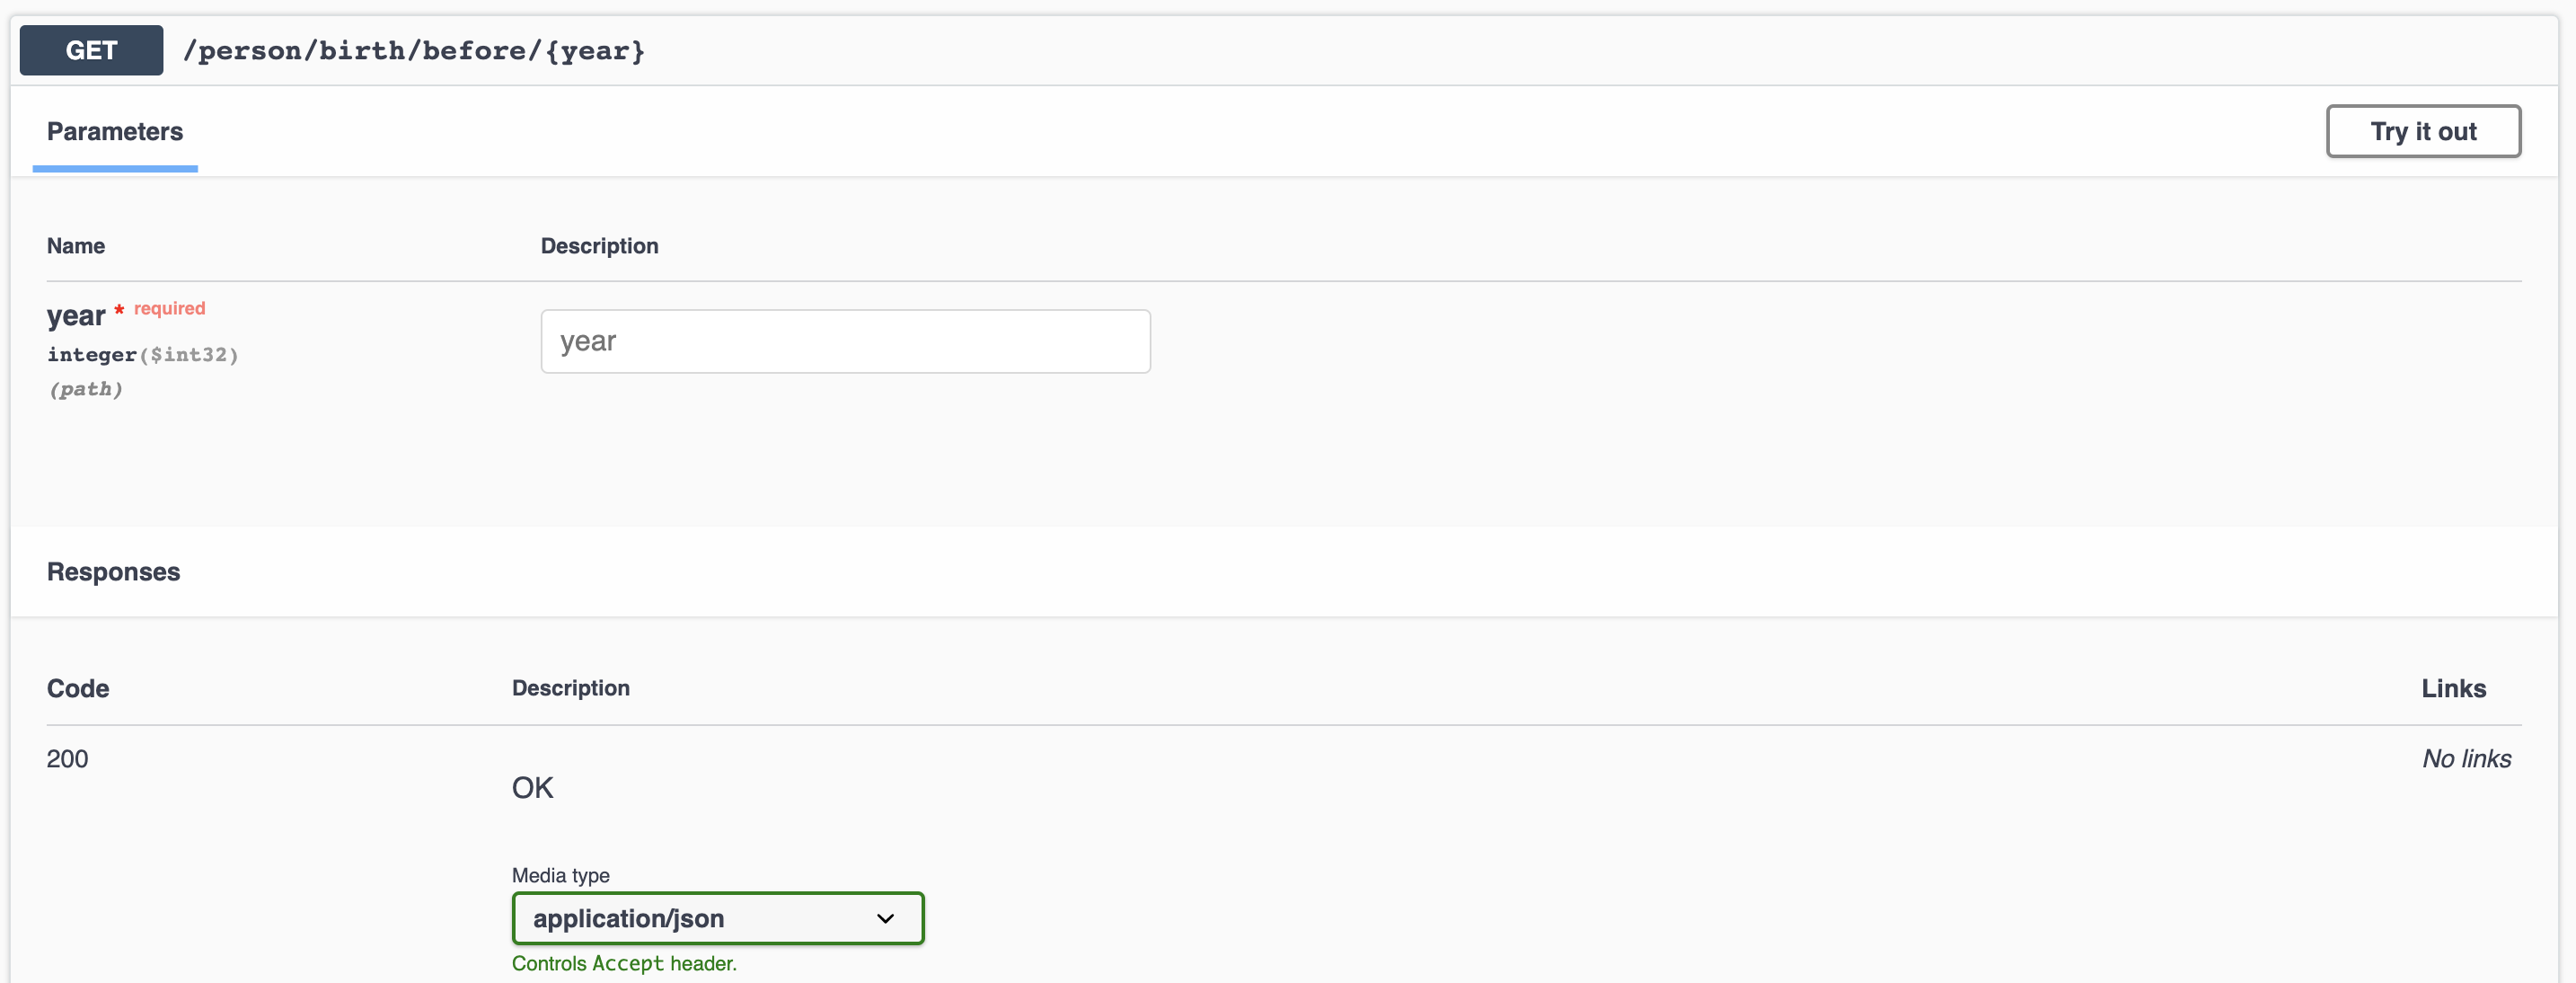 GET /person/birth/before/{year}
Parameters
Try it out
Name Description
year * required
integer($int32)
(path)
year
Responses
Code Description Links
200
OK
No links
Media type
application/json
Controls Accept header.